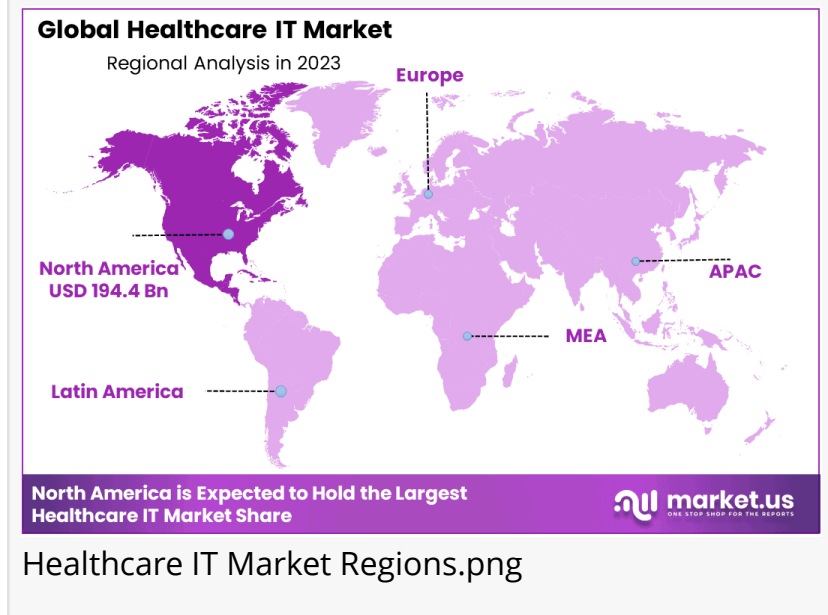 Global Healthcare IT Market
Regional Analysis in 2023
Europe
North America
USD 194.4 Bn
APAC
MEA
Latin America
North America is Expected to Hold the Largest
Healthcare IT Market Share
market.us
ONE STOP SHOP FOR THE REPORTS
Healthcare IT Market Regions.png